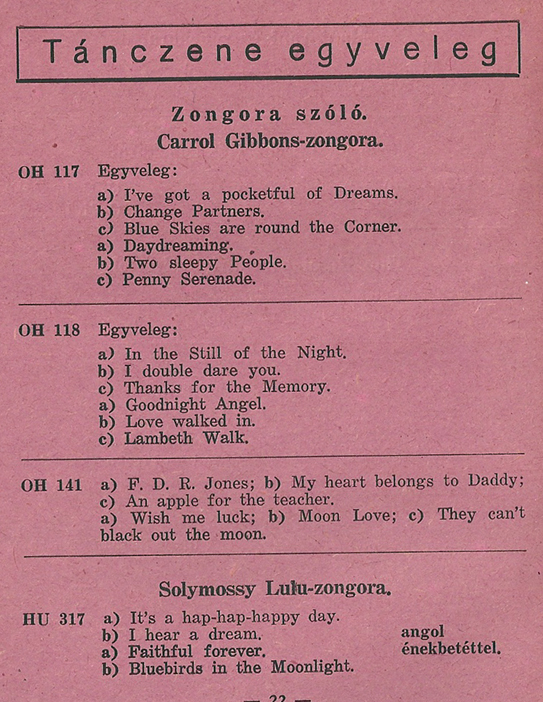 Tánczene egyveleg
Zongora szóló.
Carrol Gibbons-zongora.
OH 117 Egyveleg:
a) I've got a pocketful of Dreams.
b) Change Partners.
c) Blue Skies are round the Corner.
a) Daydreaming.
b) Two sleepy People.
c) Penny Serenade.
OH 118 Egyveleg:
a) In the Still of the Night.
b) I double dare you.
c) Thanks for the Memory.
a) Goodnight Angel.
b) Love walked in.
c) Lambeth Walk.
OH 141 a) F. D. R. Jones; b) My heart belongs to Daddy;
c) An apple for the teacher.
a) Wish me luck; b) Moon Love; c) They can't
black out the moon.
Solymossy Lulu-zongora.
HU 317 a) It's a hap-hap-happy day.
b) I hear a dream. angol
a) Faithful forever. énekbetéttel.
b) Bluebirds in the Moonlight.
— 22 —